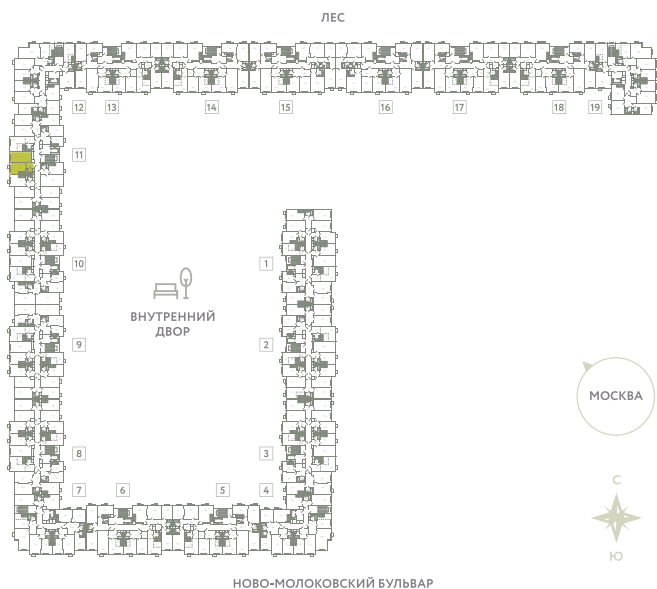 ЛЕС
12 13 14 15 16 17 18 19
11
10 1
ВНУТРЕННИЙ
ДВОР
9 2
МОСКВА
8 3
7 6 5 4
С
Ю
НОВО-МОЛОКОВСКИЙ БУЛЬВАР